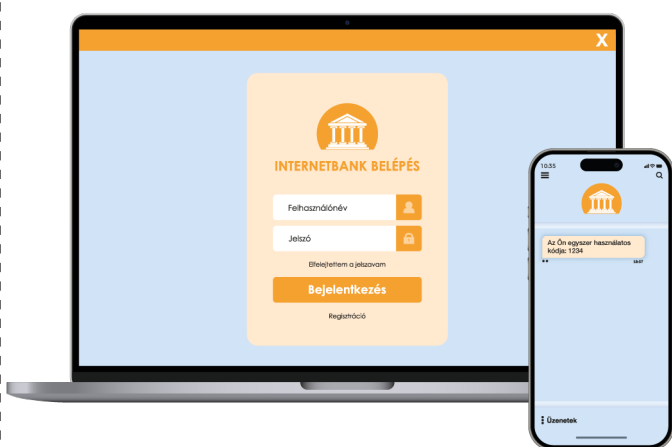 X
INTERNETBANK BELÉPÉS
Felhasználónév
Jelszó
Elfelejtettem a jelszavam
Bejelentkezés
Regisztráció
10:35
Az Ön egyszer használatos
kódja: 1234
Üzenetek